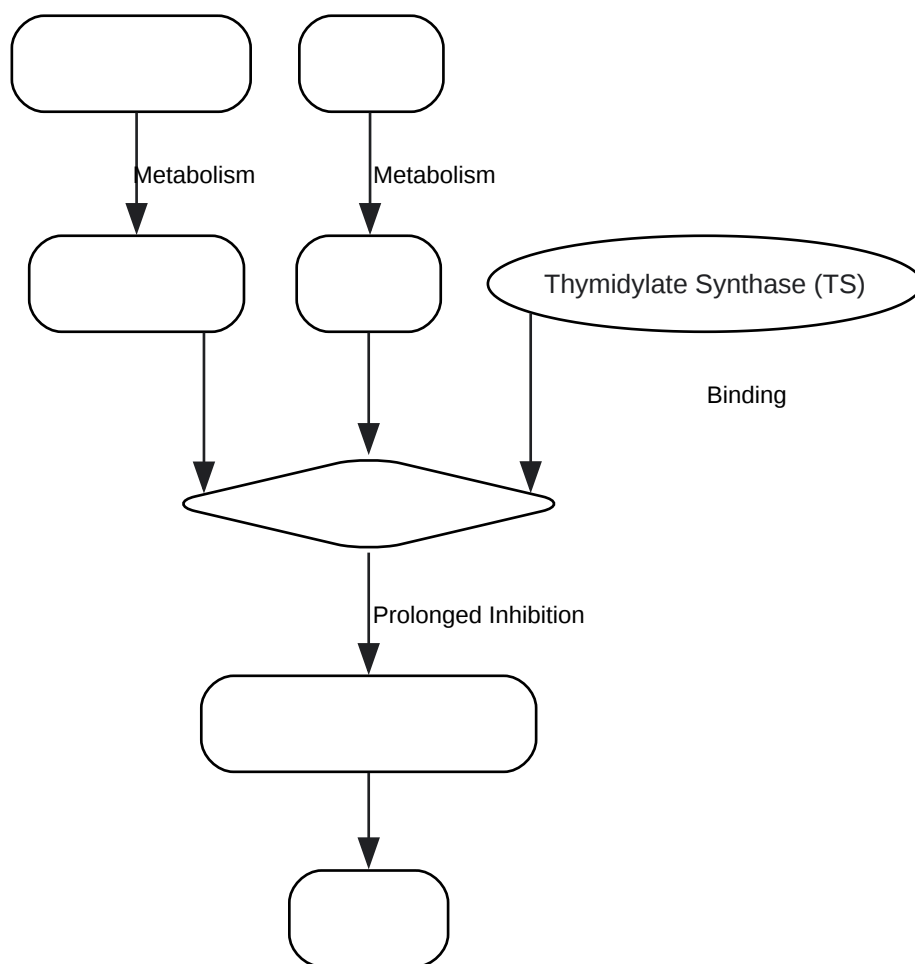 Metabolism
Metabolism
Thymidylate Synthase (TS)
Binding
Prolonged Inhibition